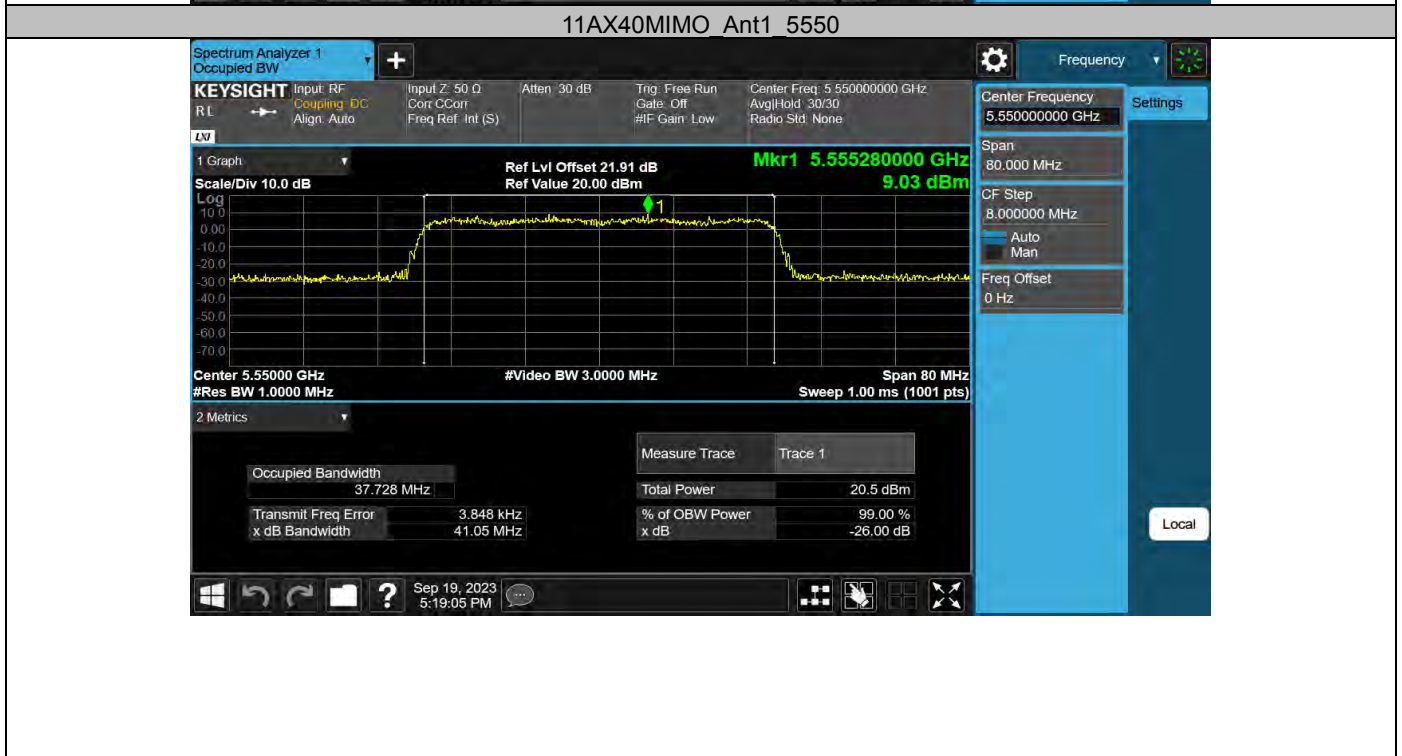 11AX40MIMO_Ant1_5550
Spectrum Analyzer 1
Occupied BW
+
Frequency
KEYSIGHT
Input: RF
Coupling: DC
Align: Auto
RL
LXI
Input Z: 50 Ω
Corr CCorr
Freq Ref: Int (S)
Atten: 30 dB
Trig: Free Run
Gate: Off
#IF Gain: Low
Center Freq: 5.550000000 GHz
Avg|Hold: 30/30
Radio Std: None
Center Frequency
5.550000000 GHz
Settings
Span
80.000 MHz
CF Step
8.000000 MHz
Auto
Man
Freq Offset
0 Hz
1 Graph
Ref Lvl Offset 21.91 dB
Mkr1 5.555280000 GHz
Scale/Div 10.0 dB
Ref Value 20.00 dBm
9.03 dBm
Log
1
10.0
0.00
-10.0
-20.0
-30.0
-40.0
-50.0
-60.0
-70.0
Center 5.55000 GHz
#Video BW 3.0000 MHz
Span 80 MHz
#Res BW 1.0000 MHz
Sweep 1.00 ms (1001 pts)
2 Metrics
Measure Trace
Trace 1
Occupied Bandwidth
37.728 MHz
Total Power
20.5 dBm
Transmit Freq Error
3.848 kHz
% of OBW Power
99.00 %
x dB Bandwidth
41.05 MHz
x dB
-26.00 dB
Local
?
Sep 19, 2023
5:19:05 PM